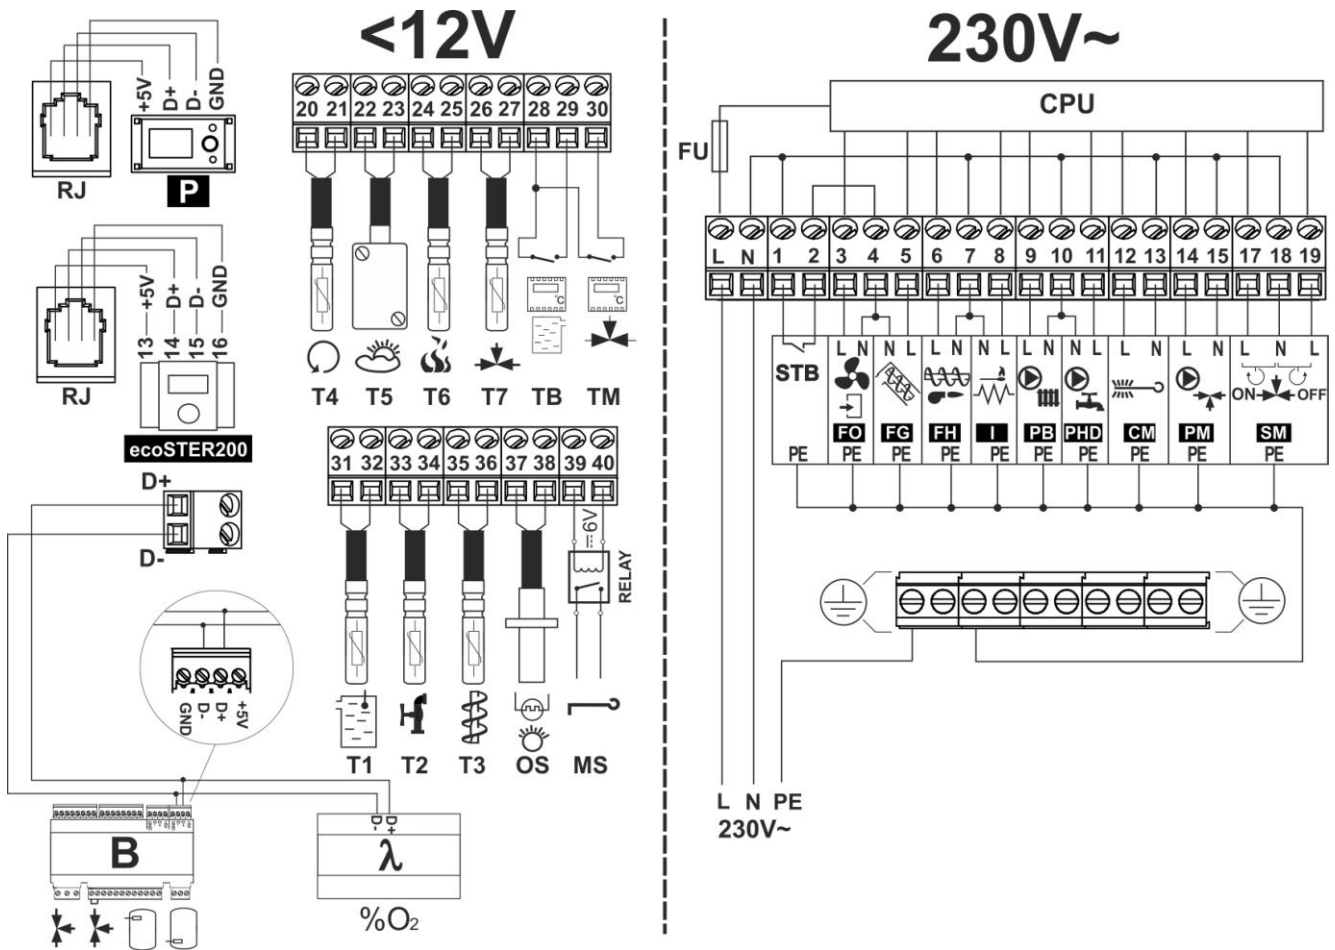 <12V
230V~
+5V
D+
D-
GND
RJ
P
+5V
D+
D-
GND
13
14
15
16
RJ
ecoSTER200
D+
D-
GND
D-
D+
+5V
B
20 21 22 23 24 25 26 27 28 29 30
°C °C
T4 T5 T6 T7 TB TM
31 32 33 34 35 36 37 38 39 40
6V
RELAY
T1 T2 T3 OS MS
D- D+
λ
%O2
CPU
FU
L N 1 2 3 4 5 6 7 8 9 10 11 12 13 14 15 17 18 19
STB
L N N L L N N L L N N L L N L N L N L
ON OFF
FO FG FH I PB PHD CM PM SM
PE PE PE PE PE PE PE PE PE PE
L N PE
230V~